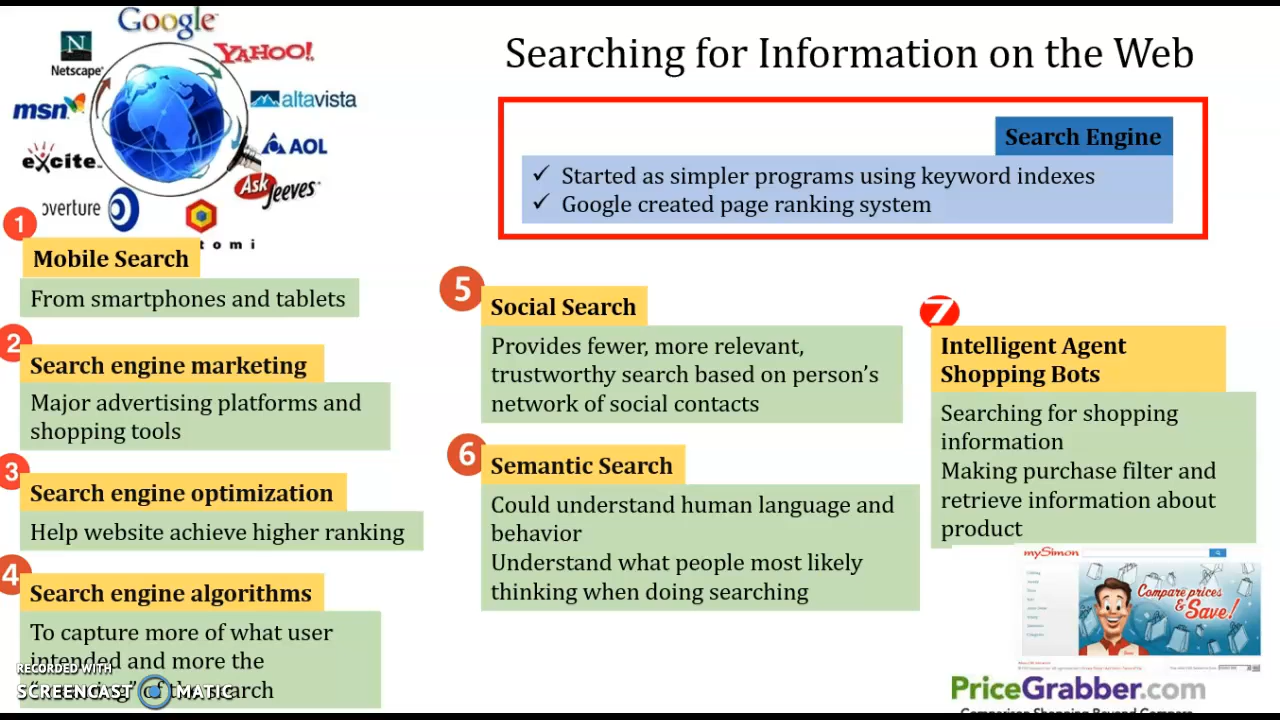 Google
Netscape
YAHOO!
msn
altavista
excite
AOL
Ask Jeeves
overture
tomi
Searching for Information on the Web
Search Engine
✓ Started as simpler programs using keyword indexes
✓ Google created page ranking system
1
Mobile Search
From smartphones and tablets
2
Search engine marketing
Major advertising platforms and
shopping tools
3
Search engine optimization
Help website achieve higher ranking
4
Search engine algorithms
To capture more of what user
intended and more the
of the search
RECORDED WITH
SCREENCAST MATIC
5
Social Search
Provides fewer, more relevant,
trustworthy search based on person's
network of social contacts
6
Semantic Search
Could understand human language and
behavior
Understand what people most likely
thinking when doing searching
7
Intelligent Agent
Shopping Bots
Searching for shopping
information
Making purchase filter and
retrieve information about
product
mySimon
Compare prices
& Save!
PriceGrabber.com
Comparison Shopping Beyond Compare